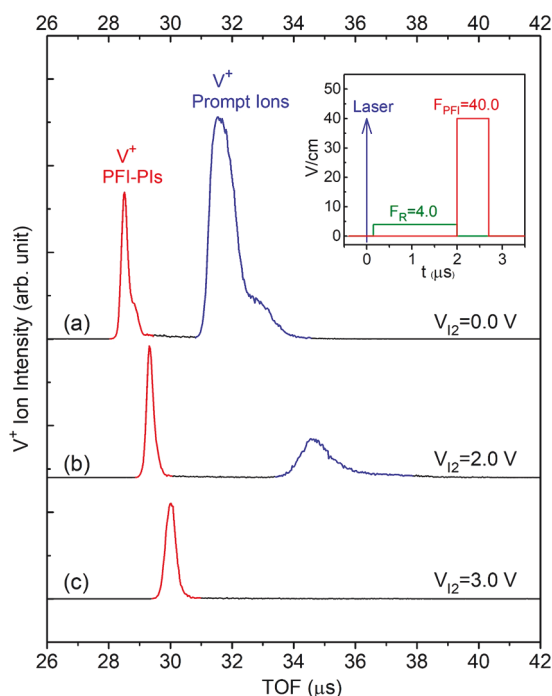 26 28 30 32 34 36 38 40 42
V⁺
Prompt Ions
V⁺
PFI-PIs
50
40
30
20
10
0
V/cm
Laser
F_PFI=40.0
F_R=4.0
0 2
t (μs)
V⁺ Ion Intensity (arb. unit)
(a)
V_I2=0.0 V
(b)
V_I2=2.0 V
(c)
V_I2=3.0 V
26 28 30 32 34 36 38 40 42
TOF (μs)